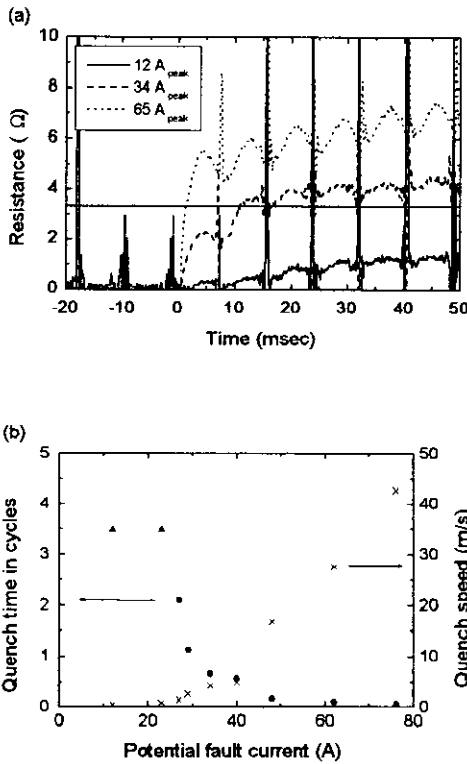 (a)
10
8
6
4
2
0
Resistance ( Ω)
12 A peak
34 A peak
65 A peak
-20 -10 0 10 20 30 40 50
Time (msec)
(b)
5
4
3
2
1
0
Quench time in cycles
50
40
30
20
10
0
Quench speed (m/s)
0 20 40 60 80
Potential fault current (A)